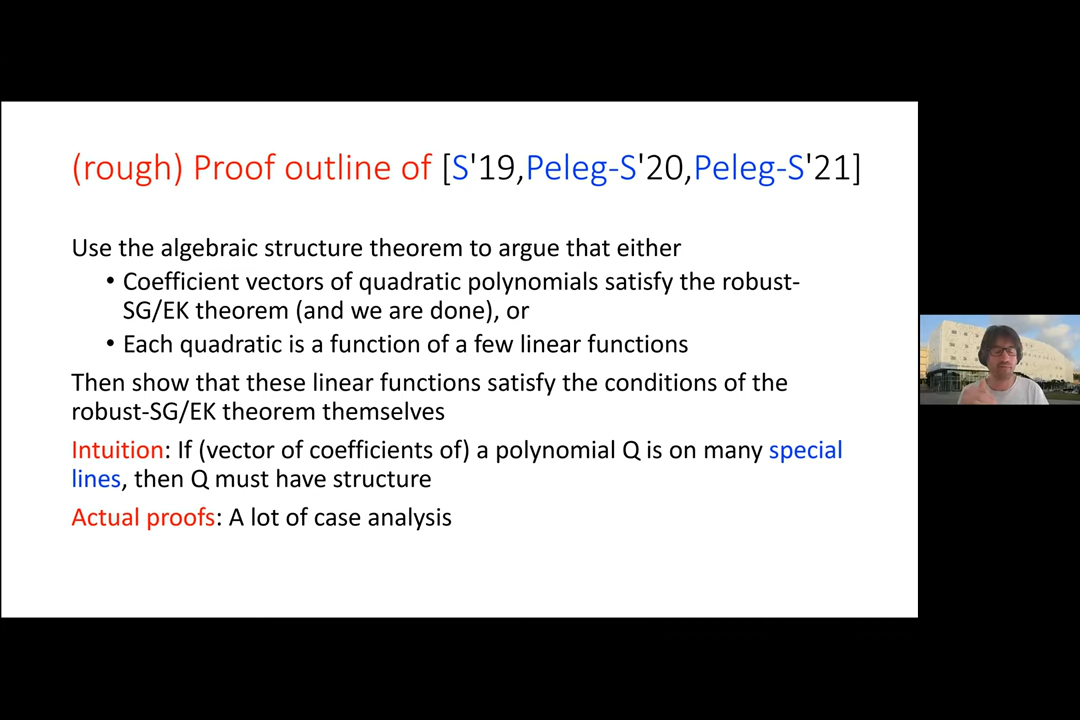 (rough) Proof outline of [S'19,Peleg-S'20,Peleg-S'21]
Use the algebraic structure theorem to argue that either
• Coefficient vectors of quadratic polynomials satisfy the robust-
SG/EK theorem (and we are done), or
• Each quadratic is a function of a few linear functions
Then show that these linear functions satisfy the conditions of the
robust-SG/EK theorem themselves
Intuition: If (vector of coefficients of) a polynomial Q is on many special
lines, then Q must have structure
Actual proofs: A lot of case analysis